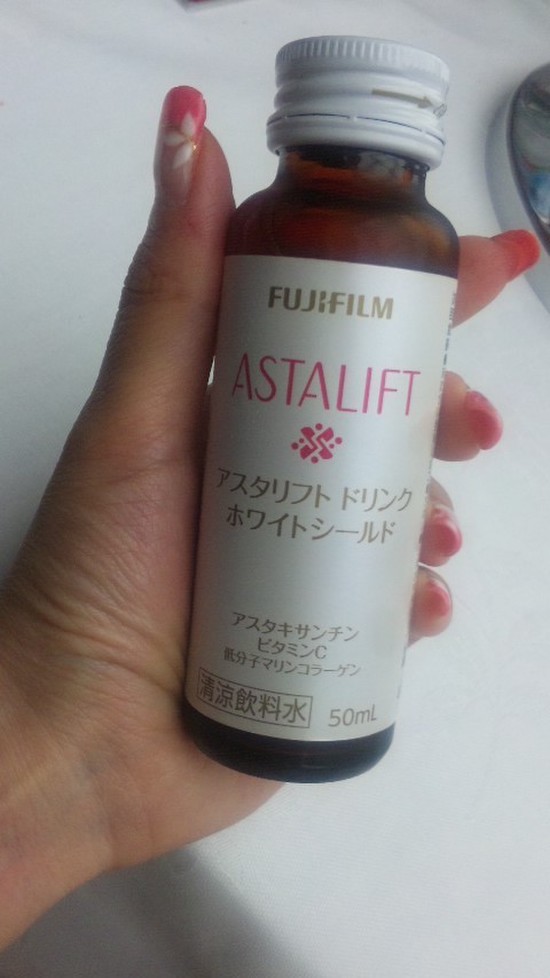 FUJIFILM
ASTALIFT
アスタリフト ドリンク
ホワイトシールド
アスタキサンチン
ビタミンC
低分子マリンコラーゲン
清涼飲料水 50mL